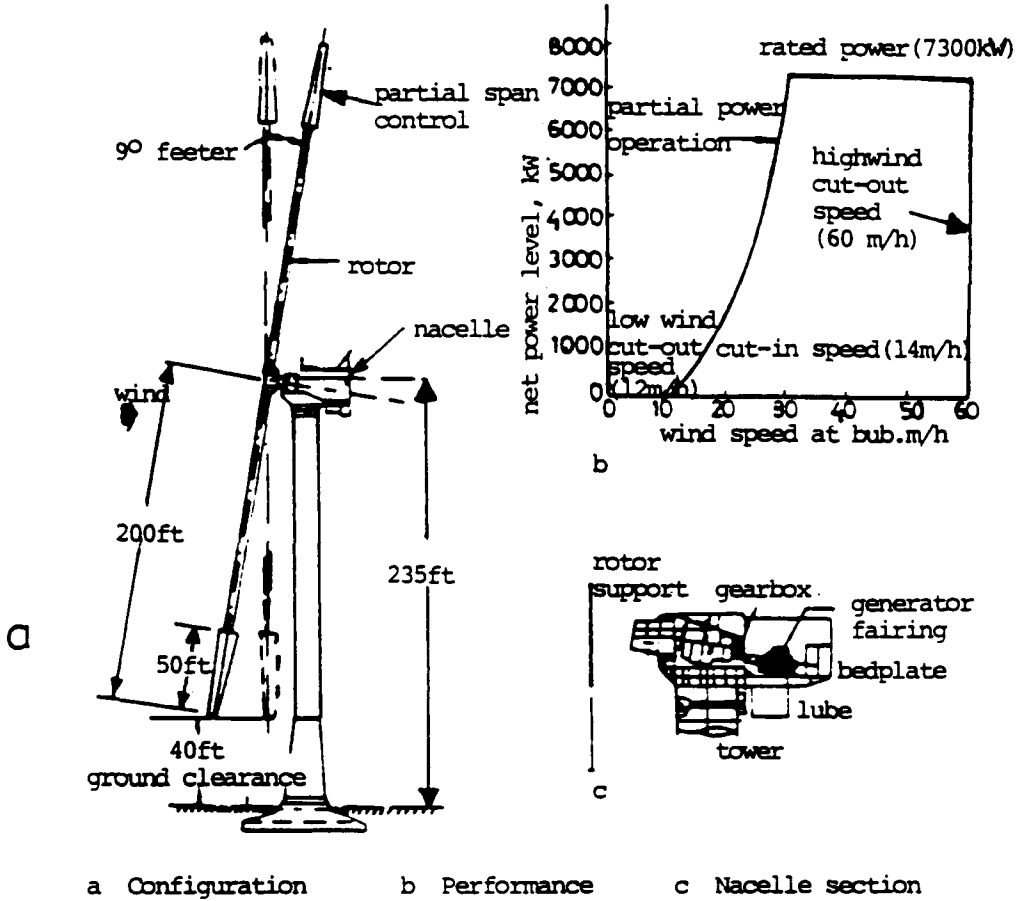 partial span
control
9° feeter
rotor
nacelle
wind
200ft
235ft
50ft
40ft
ground clearance
a
8000
7000
6000
5000
4000
3000
2000
1000
0
net power level, kW
rated power (7300kW)
partial power
operation
highwind
cut-out
speed
(60 m/h)
low wind
cut-out cut-in speed(14m/h)
speed
(12m/h)
0 10 20 30 40 50 60
wind speed at bub.m/h
b
rotor
support
gearbox
generator
fairing
bedplate
lube
tower
c
a Configuration b Performance c Nacelle section